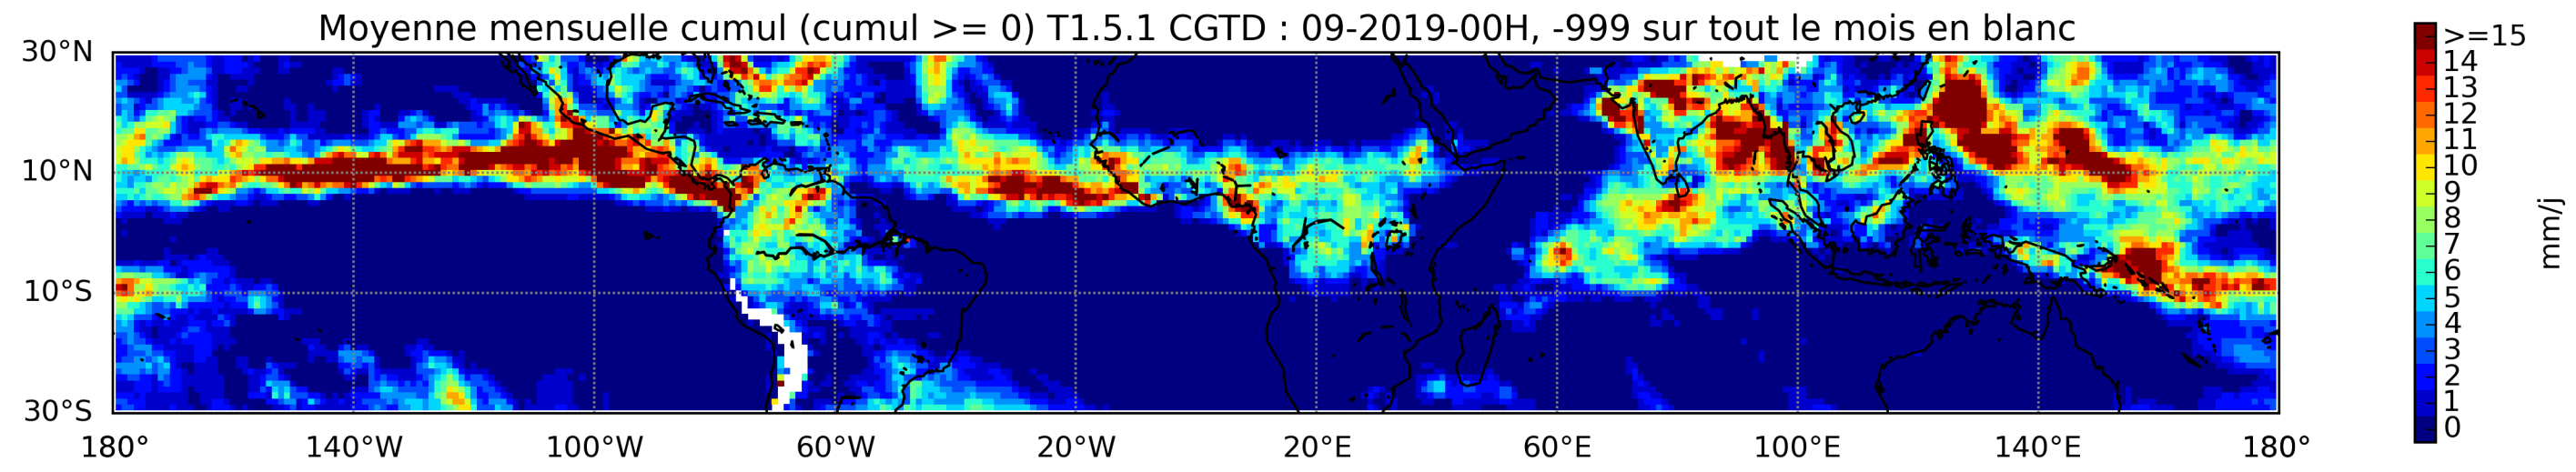 Moyenne mensuelle cumul (cumul >= 0) T1.5.1 CGTD : 09-2019-00H, -999 sur tout le mois en blanc
30°N
10°N
10°S
30°S
180°
140°W
100°W
60°W
20°W
20°E
60°E
100°E
140°E
180°
>=15
14
13
12
11
10
9
8
7
6
5
4
3
2
1
0
mm/j